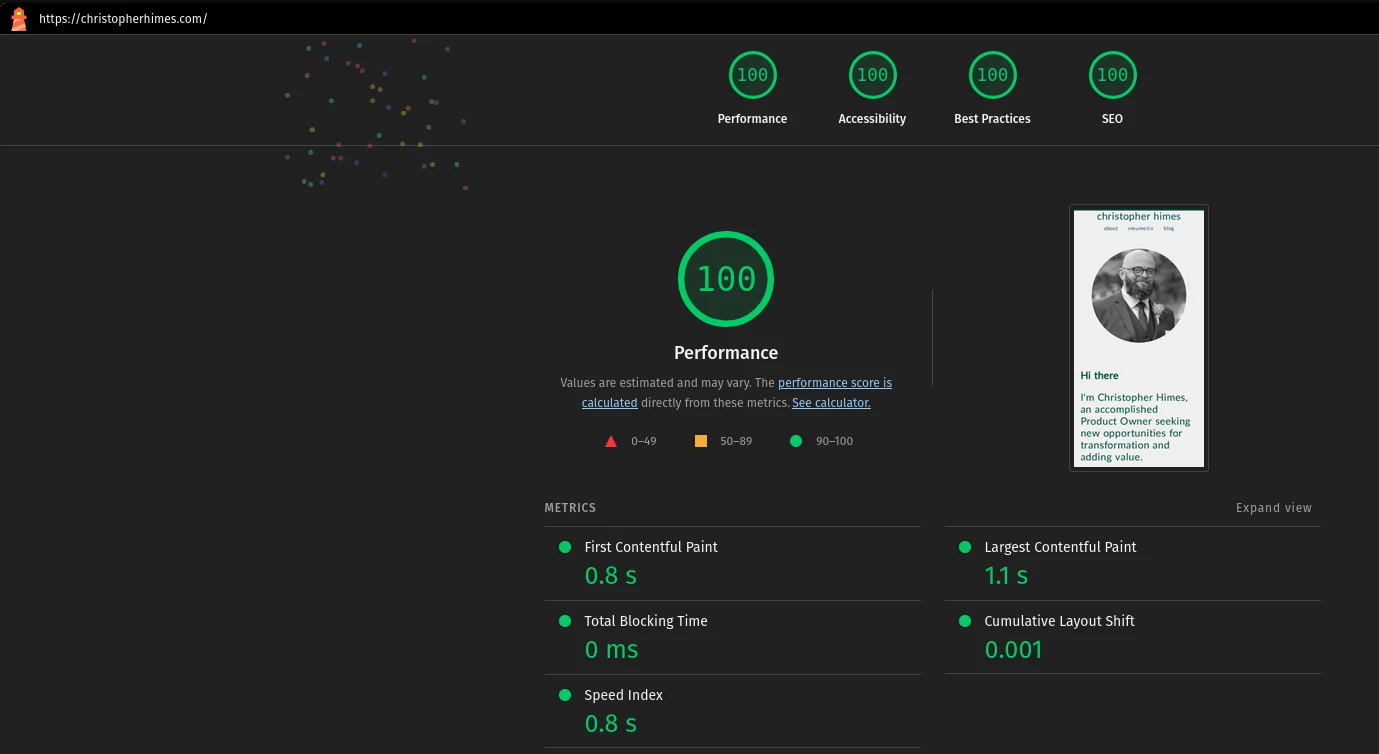 https://christopherhimes.com/
100 100 100 100
Performance Accessibility Best Practices SEO
100
Performance
Values are estimated and may vary. The performance score is
calculated directly from these metrics. See calculator.
0–49 50–89 90–100
christopher himes
about resume/cv blog
Hi there
I'm Christopher Himes,
an accomplished
Product Owner seeking
new opportunities for
transformation and
adding value.
METRICS Expand view
First Contentful Paint
0.8 s
Largest Contentful Paint
1.1 s
Total Blocking Time
0 ms
Cumulative Layout Shift
0.001
Speed Index
0.8 s